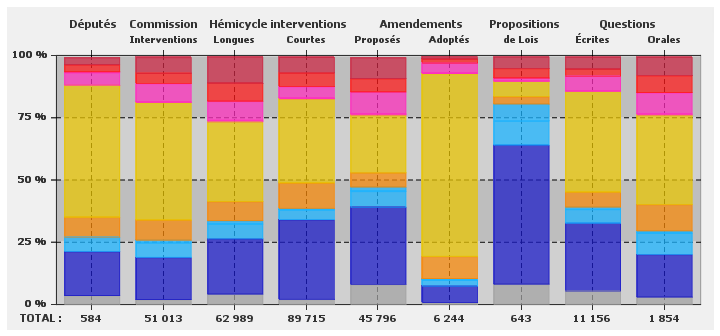 Députés Commission Hémicycle interventions Amendements Propositions Questions
Interventions Longues Courtes Proposés Adoptés de Lois Écrites Orales
100 %
75 %
50 %
25 %
0 %
TOTAL : 584 51 013 62 989 89 715 45 796 6 244 643 11 156 1 854